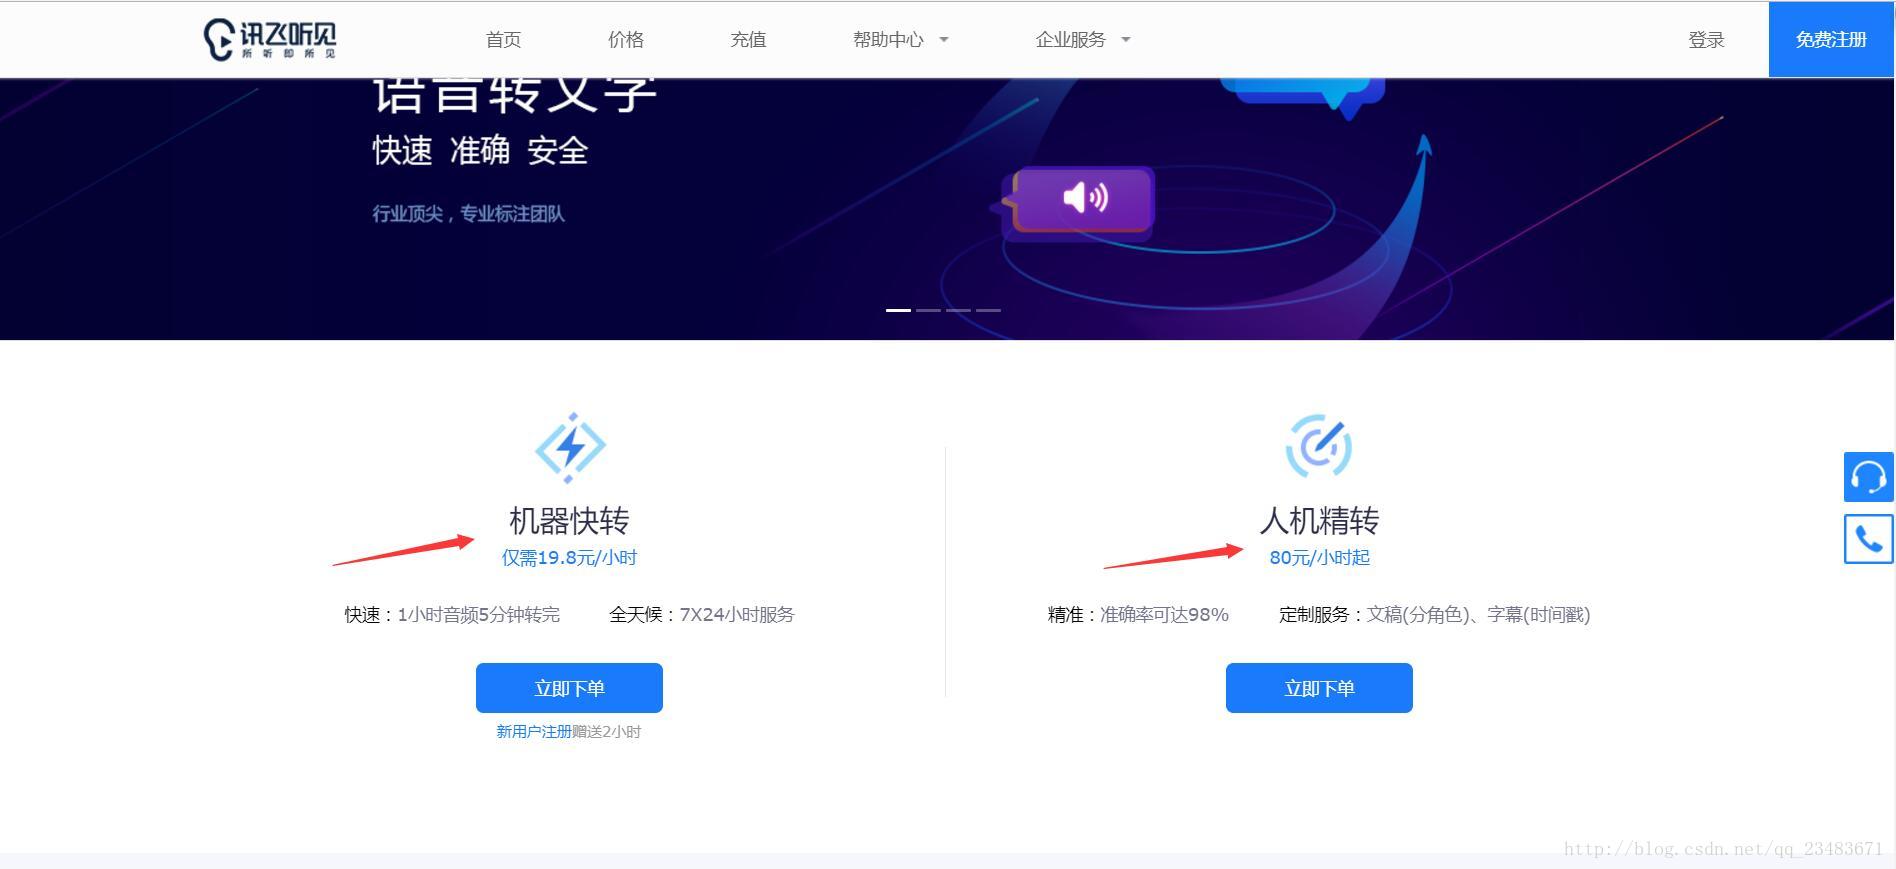 讯飞听见
所听即所见
首页
价格
充值
帮助中心
企业服务
登录
免费注册
语音转文字
快速 准确 安全
行业顶尖，专业标注团队
机器快转
仅需19.8元/小时
快速：1小时音频5分钟转完
全天候：7X24小时服务
立即下单
新用户注册赠送2小时
人机精转
80元/小时起
精准：准确率可达98%
定制服务：文稿(分角色)、字幕(时间戳)
立即下单
http://blog.csdn.net/qq_23483671